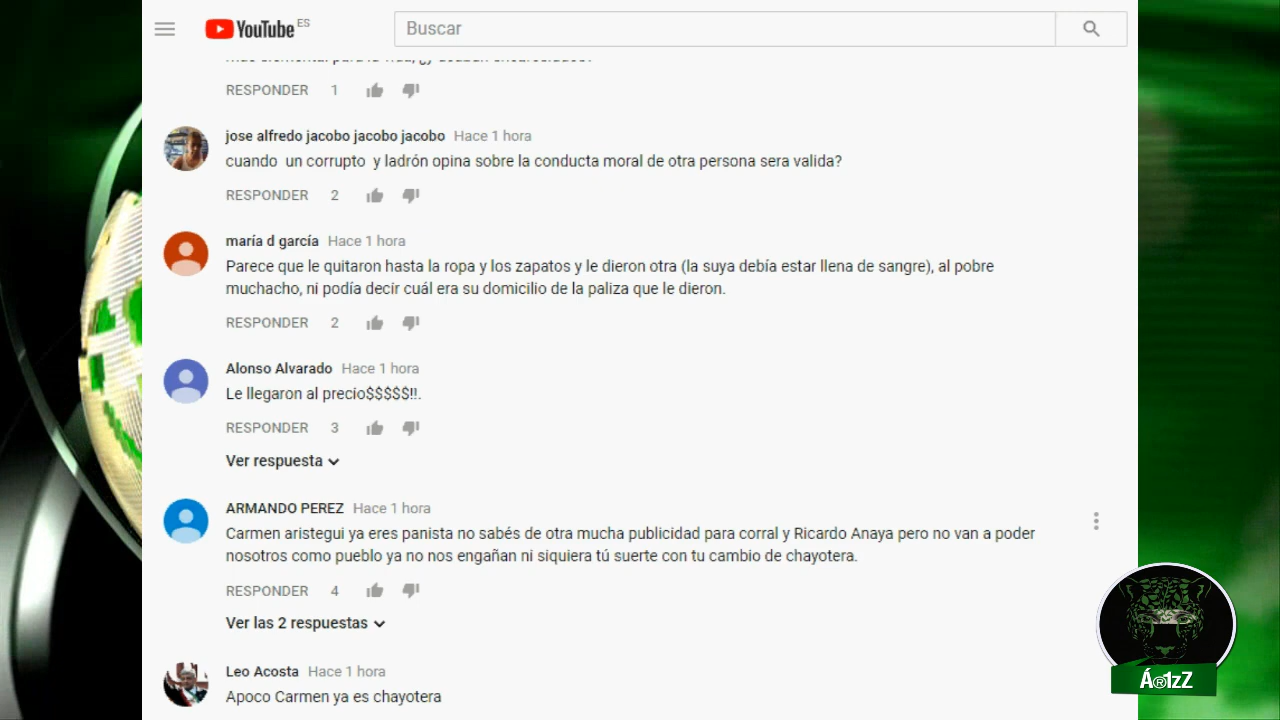 YouTube ES
Buscar
RESPONDER 1
jose alfredo jacobo jacobo jacobo Hace 1 hora
cuando un corrupto y ladrón opina sobre la conducta moral de otra persona sera valida?
RESPONDER 2
maría d garcía Hace 1 hora
Parece que le quitaron hasta la ropa y los zapatos y le dieron otra (la suya debía estar llena de sangre), al pobre
muchacho, ni podía decir cuál era su domicilio de la paliza que le dieron.
RESPONDER 2
Alonso Alvarado Hace 1 hora
Le llegaron al precio$$$$$!!.
RESPONDER 3
Ver respuesta
ARMANDO PEREZ Hace 1 hora
Carmen aristegui ya eres panista no sabés de otra mucha publicidad para corral y Ricardo Anaya pero no van a poder
nosotros como pueblo ya no nos engañan ni siquiera tú suerte con tu cambio de chayotera.
RESPONDER 4
Ver las 2 respuestas
Leo Acosta Hace 1 hora
Apoco Carmen ya es chayotera
Á®1zZ